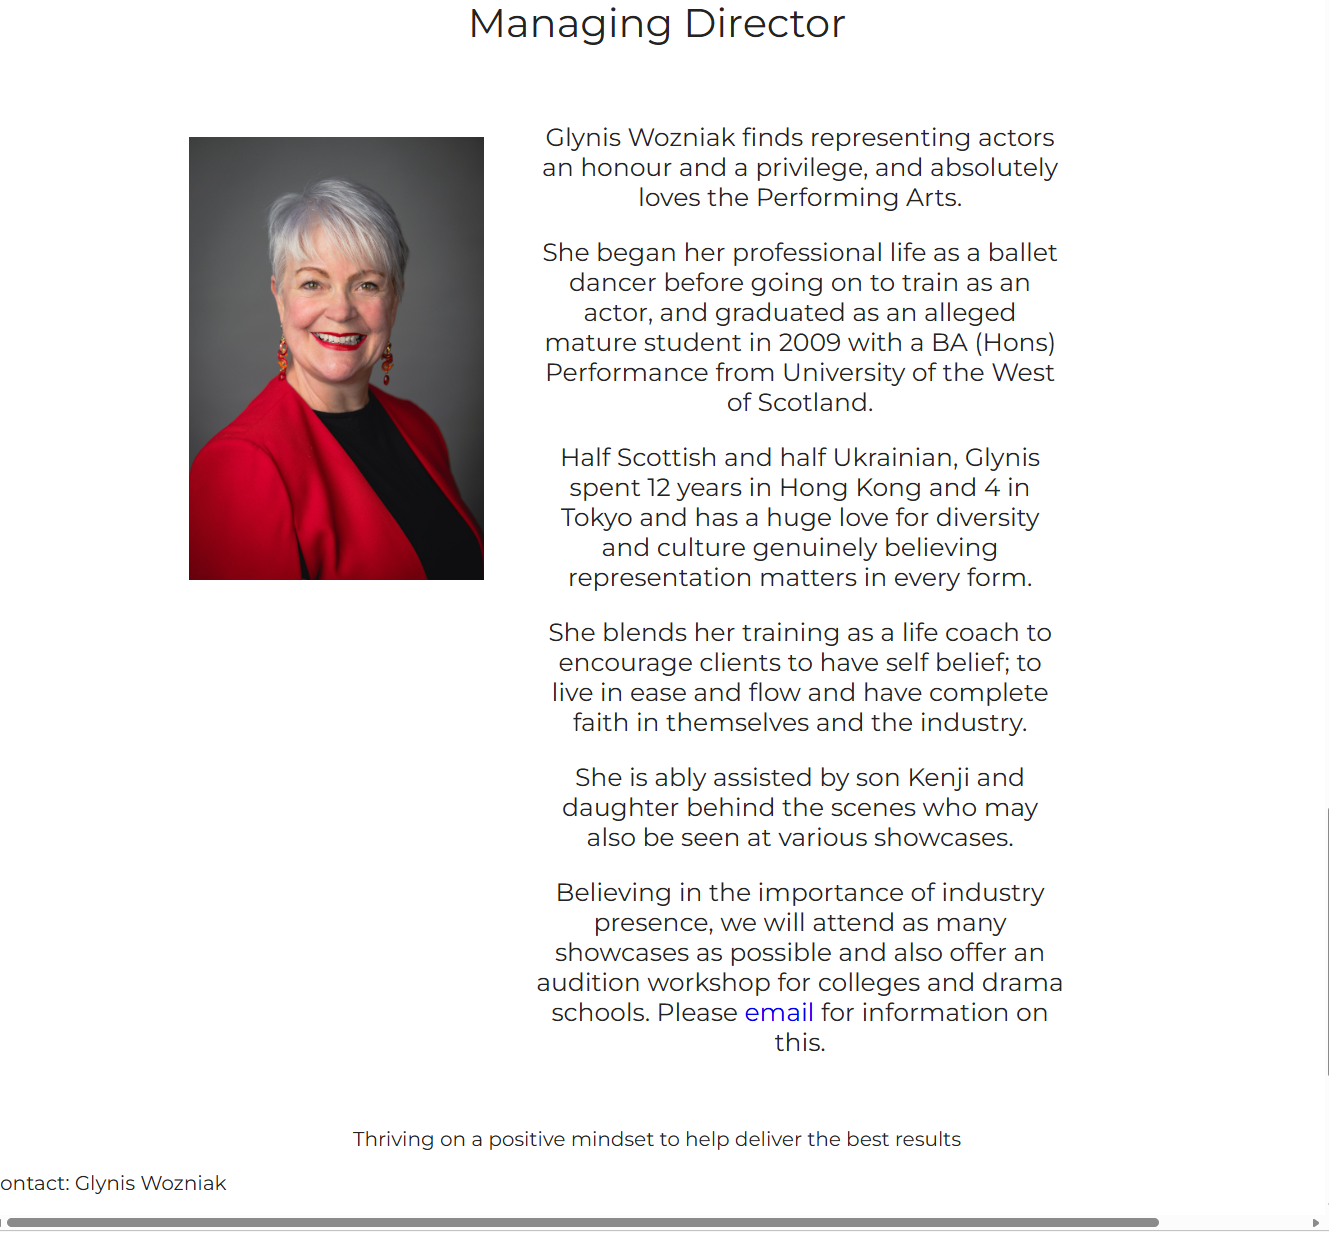 Managing Director
Glynis Wozniak finds representing actors
an honour and a privilege, and absolutely
loves the Performing Arts.
She began her professional life as a ballet
dancer before going on to train as an
actor, and graduated as an alleged
mature student in 2009 with a BA (Hons)
Performance from University of the West
of Scotland.
Half Scottish and half Ukrainian, Glynis
spent 12 years in Hong Kong and 4 in
Tokyo and has a huge love for diversity
and culture genuinely believing
representation matters in every form.
She blends her training as a life coach to
encourage clients to have self belief; to
live in ease and flow and have complete
faith in themselves and the industry.
She is ably assisted by son Kenji and
daughter behind the scenes who may
also be seen at various showcases.
Believing in the importance of industry
presence, we will attend as many
showcases as possible and also offer an
audition workshop for colleges and drama
schools. Please email for information on
this.
Thriving on a positive mindset to help deliver the best results
ontact: Glynis Wozniak